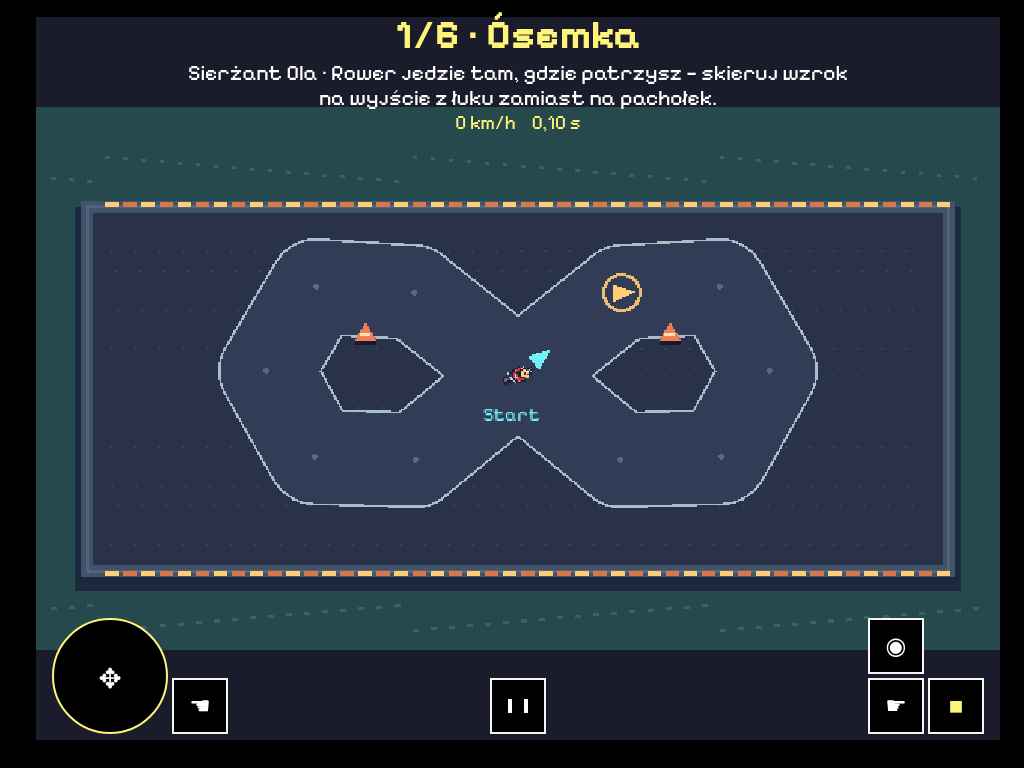 1/6 · Ósemka
Sierżant Ola · Rower jedzie tam, gdzie patrzysz – skieruj wzrok
na wyjście z łuku zamiast na pachołek.
0 km/h 0,10 s
Start